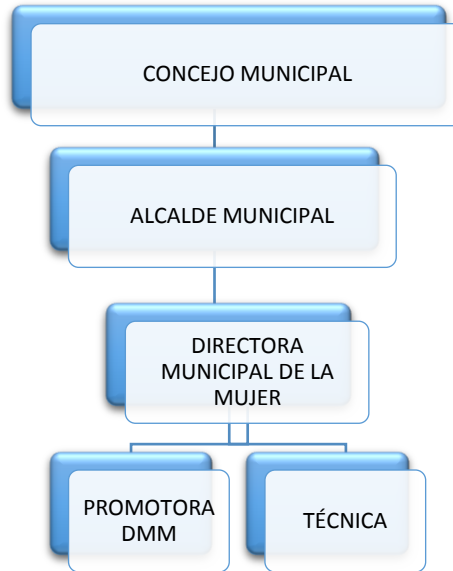 CONCEJO MUNICIPAL
ALCALDE MUNICIPAL
DIRECTORA
MUNICIPAL DE LA
MUJER
PROMOTORA
DMM
TÉCNICA